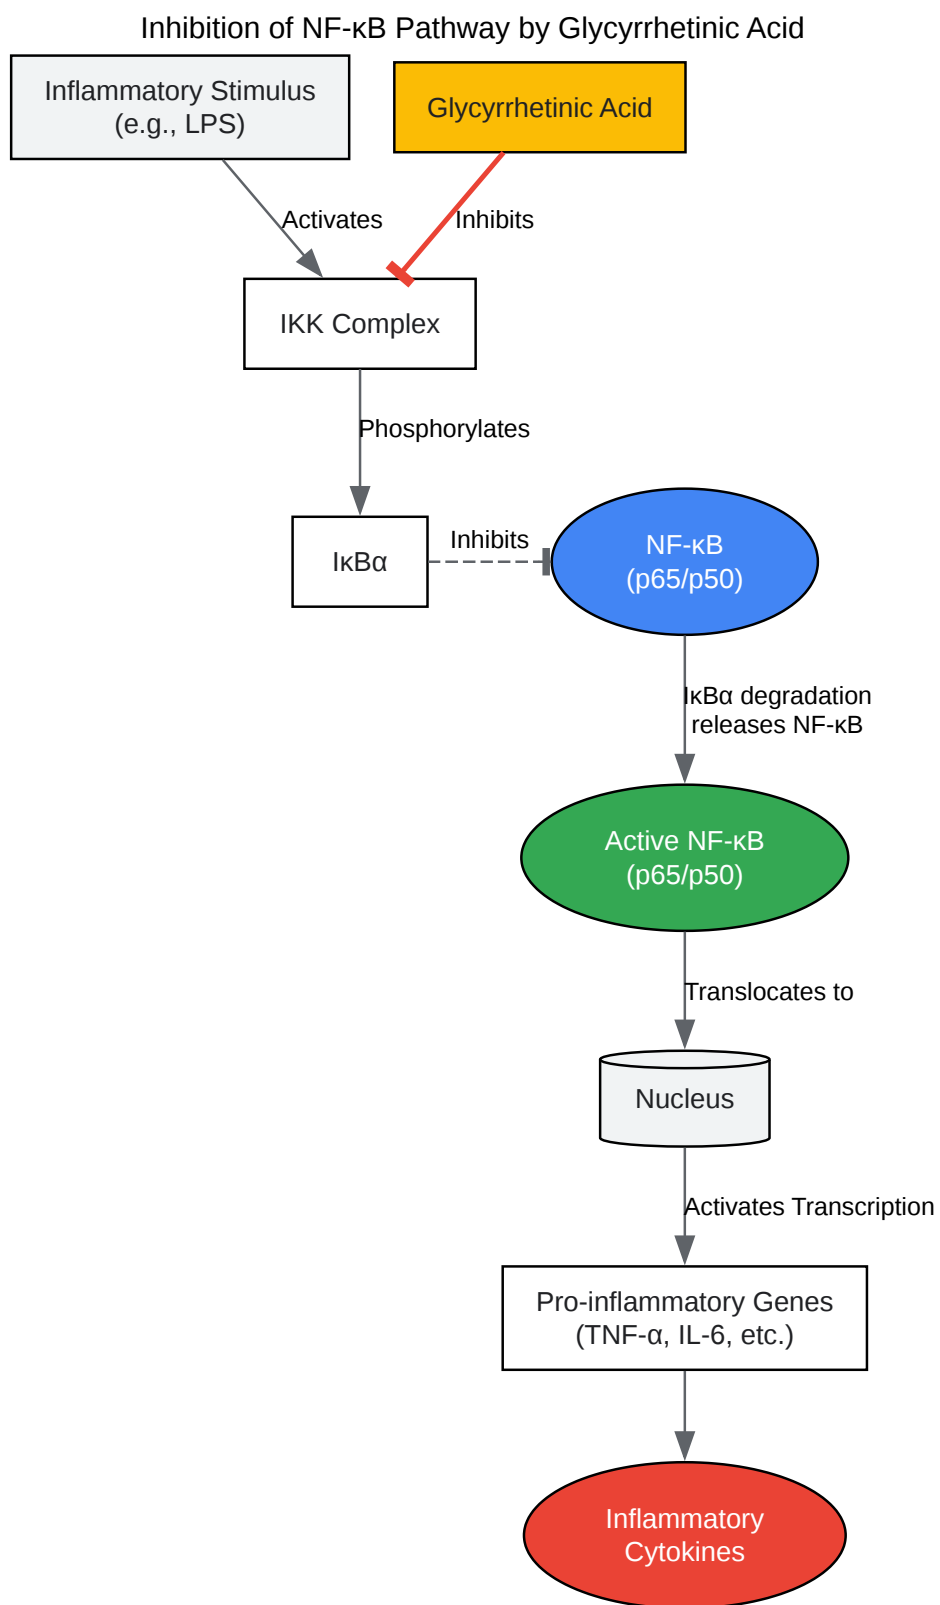 Inhibition of NF-κB Pathway by Glycyrrhetinic Acid
Inflammatory Stimulus
(e.g., LPS)
Glycyrrhetinic Acid
Activates
Inhibits
IKK Complex
Phosphorylates
IκBα
Inhibits
NF-κB
(p65/p50)
IκBα degradation
releases NF-κB
Active NF-κB
(p65/p50)
Translocates to
Nucleus
Activates Transcription
Pro-inflammatory Genes
(TNF-α, IL-6, etc.)
Inflammatory
Cytokines